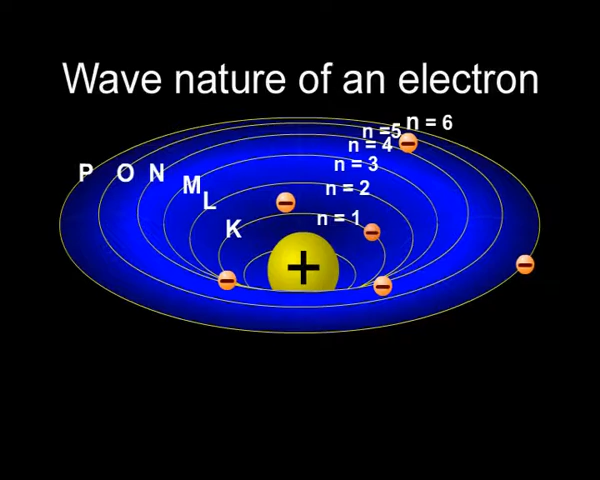 Wave nature of an electron
n = 6
n =5
n = 4
n = 3
n = 2
n = 1
P O N M L K
+